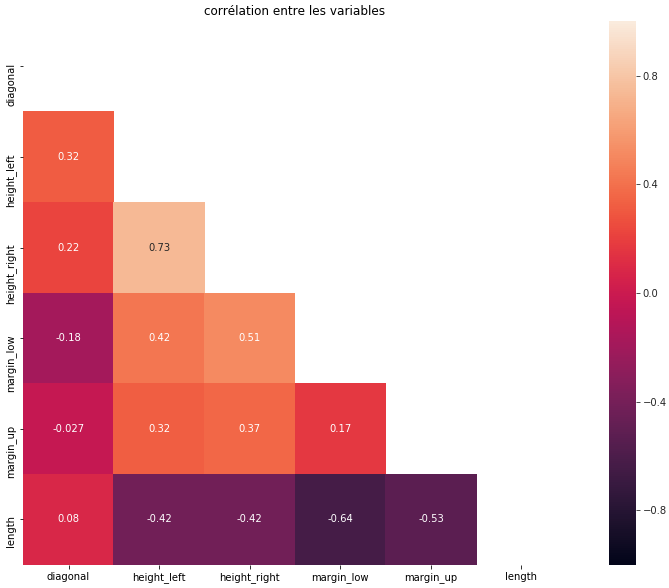 corrélation entre les variables
diagonal
height_left
0.32
height_right
0.22 0.73
margin_low
-0.18 0.42 0.51
margin_up
-0.027 0.32 0.37 0.17
length
0.08 -0.42 -0.42 -0.64 -0.53
diagonal height_left height_right margin_low margin_up length
0.8
0.4
0.0
-0.4
-0.8